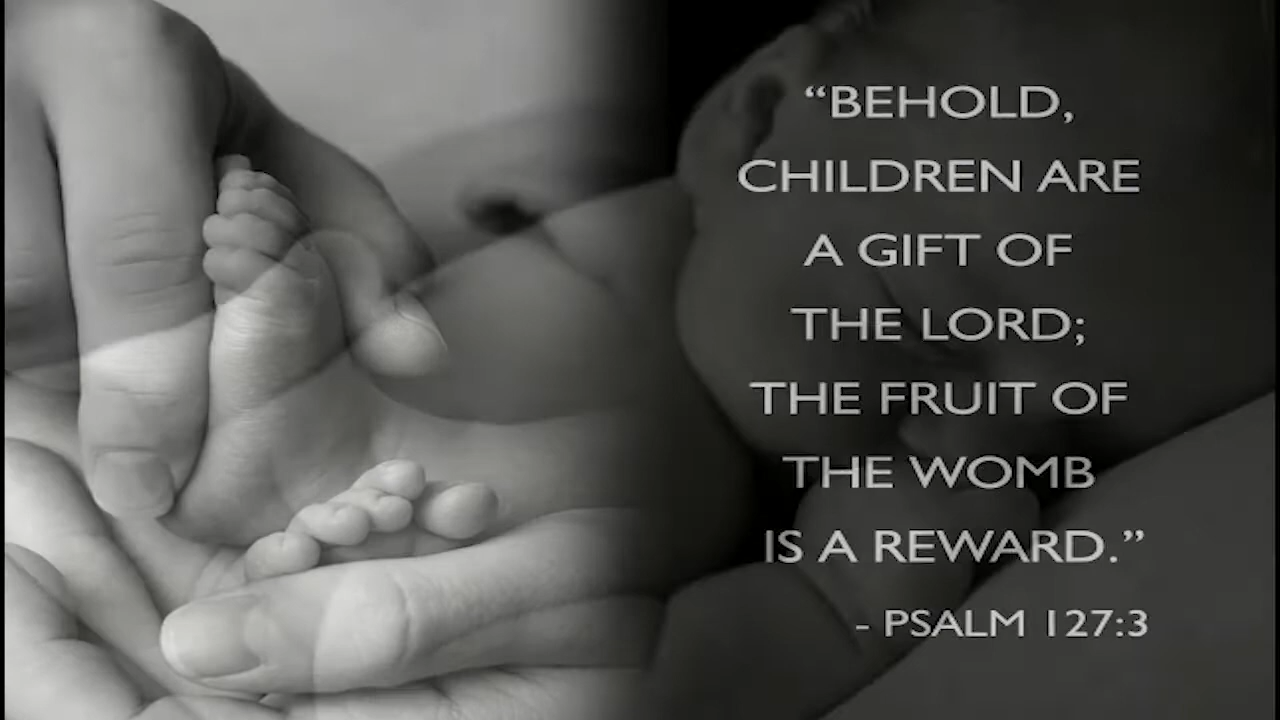 “BEHOLD,
CHILDREN ARE
A GIFT OF
THE LORD;
THE FRUIT OF
THE WOMB
IS A REWARD.”
- PSALM 127:3